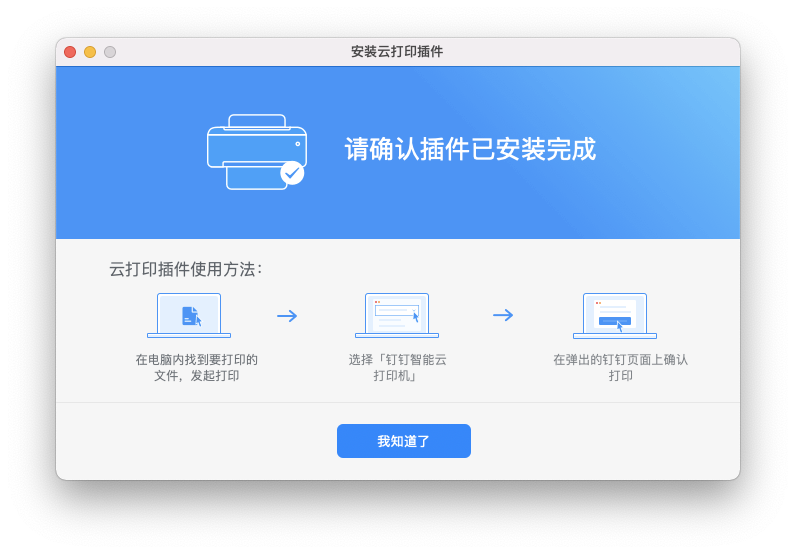 安装云打印插件
请确认插件已安装完成
云打印插件使用方法：
在电脑内找到要打印的
文件，发起打印
选择「钉钉智能云
打印机」
在弹出的钉钉页面上确认
打印
我知道了